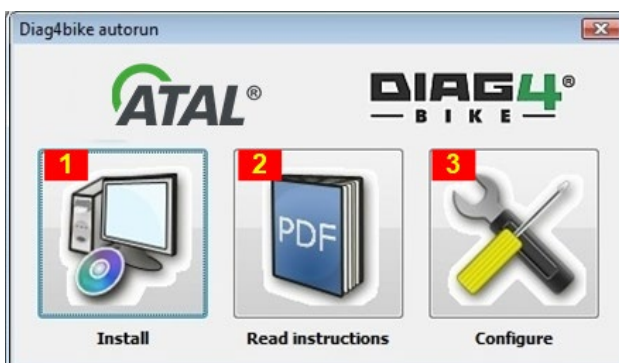 Diag4bike autorun
ATAL®
DIAG4®
BIKE
1
2
3
PDF
Install
Read instructions
Configure